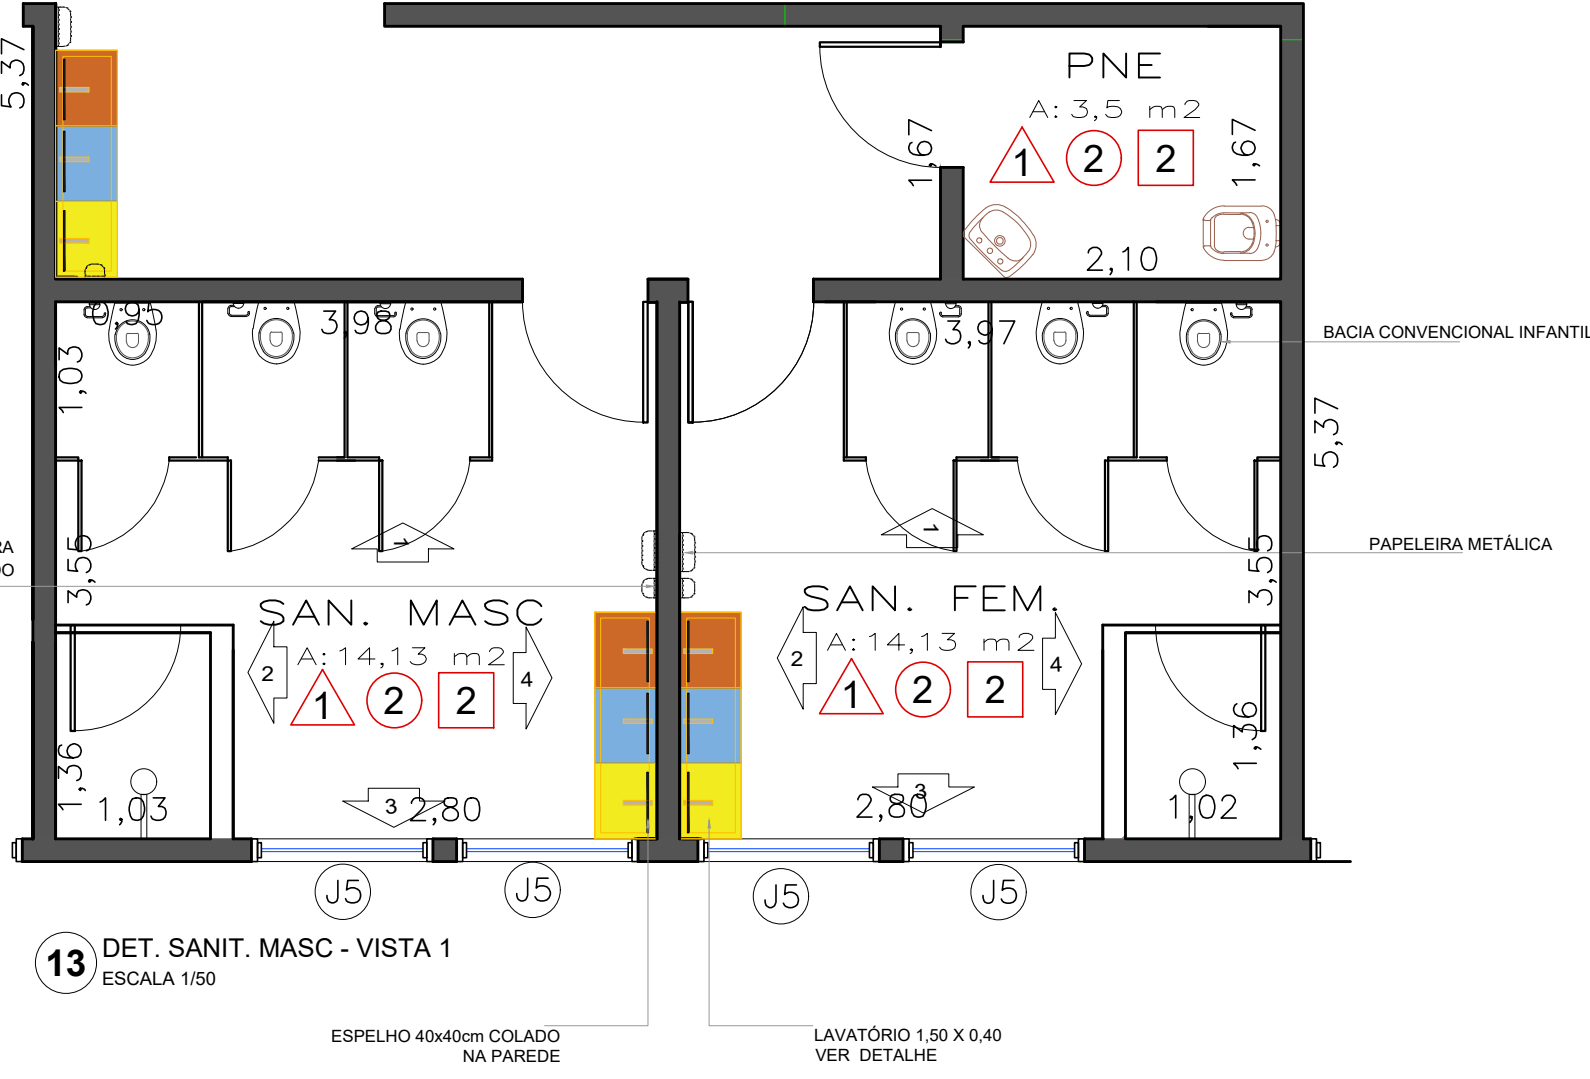 5,37
PNE
A: 3,5 m2
1 2 2
1,67
1,67
2,10
3,98
3,97
BACIA CONVENCIONAL INFANTIL
1,03
5,37
1
1
PAPELEIRA METÁLICA
3,55
3,55
SAN. MASC
SAN. FEM.
A: 14,13 m2
A: 14,13 m2
2 1 2 2 4
2 1 2 2 4
1,36
1,36
1,03
3
2,80
2,80
3
1,02
J5
J5
J5
J5
13
DET. SANIT. MASC - VISTA 1
ESCALA 1/50
ESPELHO 40x40cm COLADO
NA PAREDE
LAVATÓRIO 1,50 X 0,40
VER DETALHE